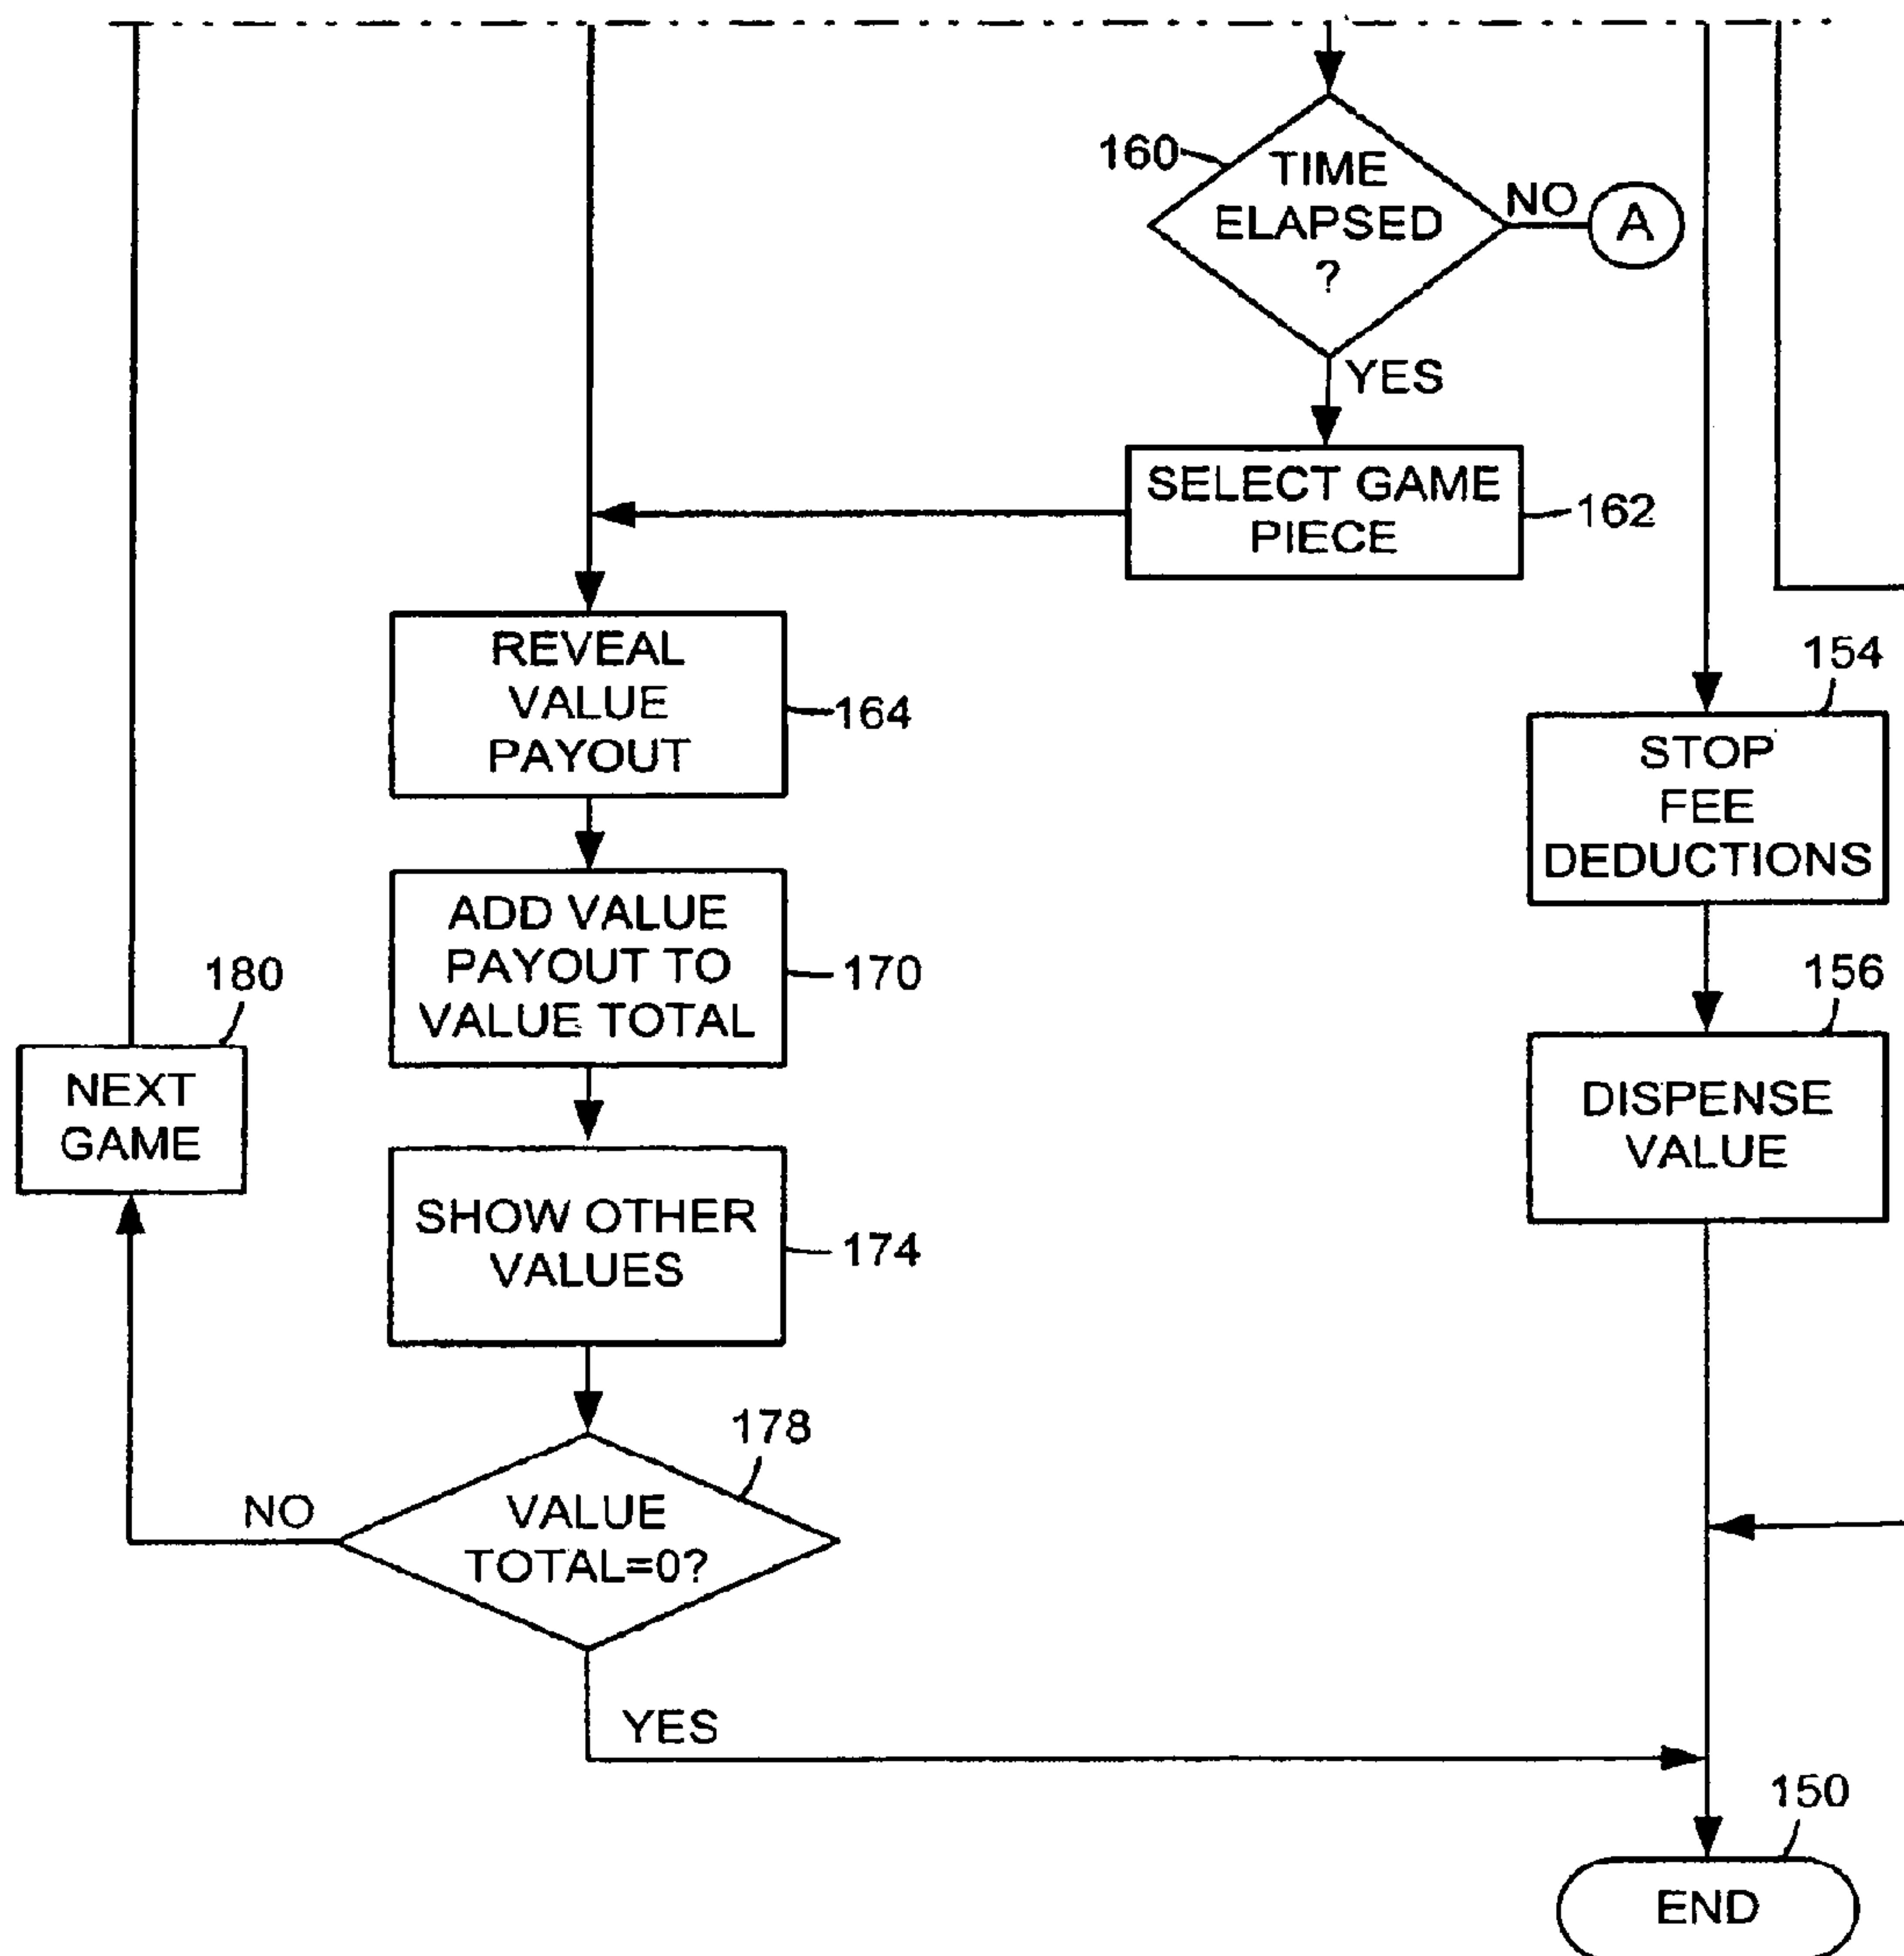 160
TIME
ELAPSED
?
NO
A
YES
SELECT GAME
PIECE
162
REVEAL
VALUE
PAYOUT
164
154
STOP
FEE
DEDUCTIONS
ADD VALUE
PAYOUT TO
VALUE TOTAL
170
180
NEXT
GAME
156
DISPENSE
VALUE
SHOW OTHER
VALUES
174
178
VALUE
TOTAL=0?
NO
YES
150
END